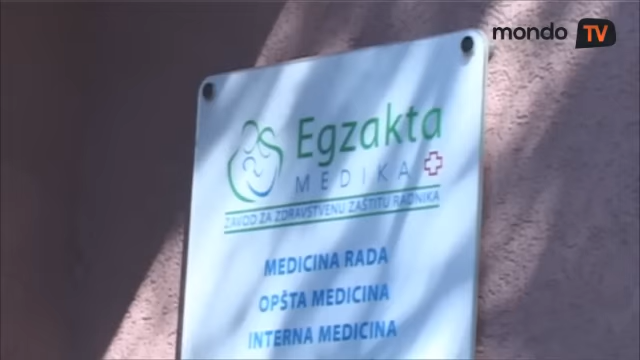 mondo TV
Egzakta
MEDIKA
ZAVOD ZA ZDRAVSTVENU ZAŠTITU RADNIKA
MEDICINA RADA
OPŠTA MEDICINA
INTERNA MEDICINA